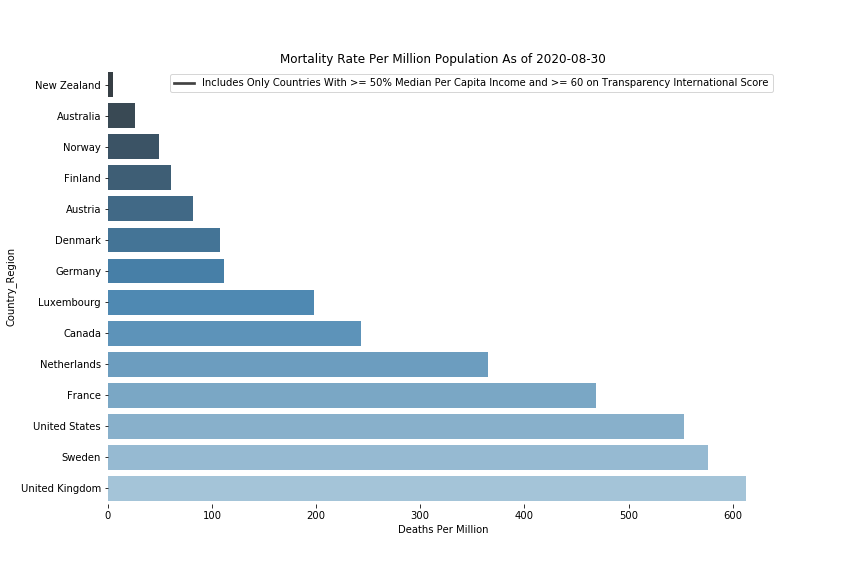 Mortality Rate Per Million Population As of 2020-08-30
Includes Only Countries With >= 50% Median Per Capita Income and >= 60 on Transparency International Score
Country_Region
New Zealand
Australia
Norway
Finland
Austria
Denmark
Germany
Luxembourg
Canada
Netherlands
France
United States
Sweden
United Kingdom
0 100 200 300 400 500 600
Deaths Per Million